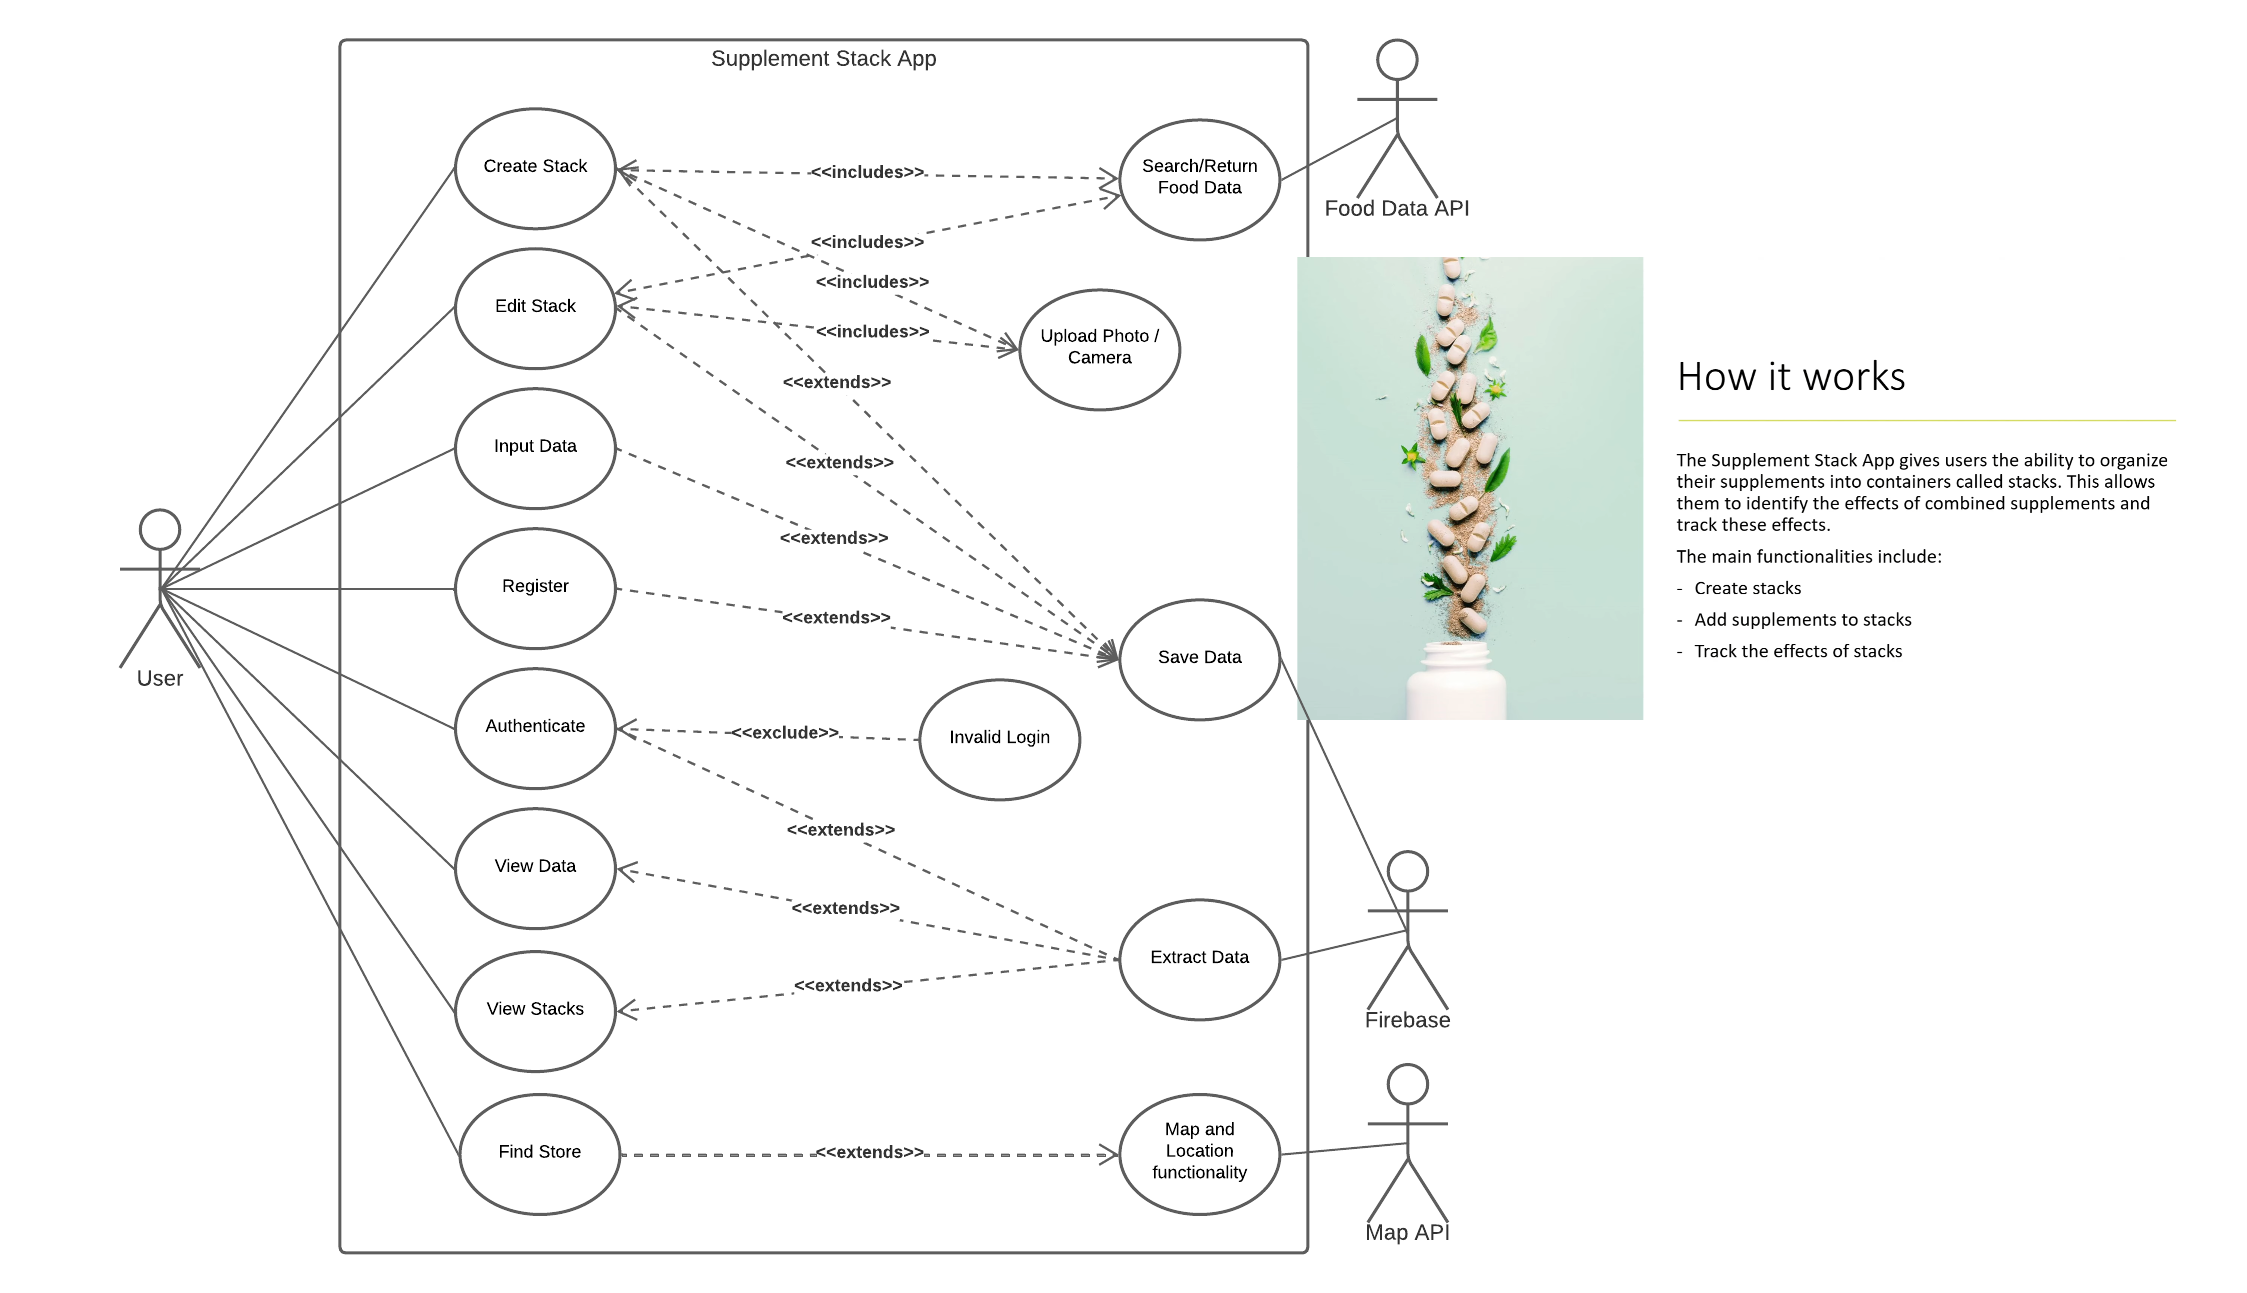 Supplement Stack App
Create Stack
<<includes>>
Search/Return
Food Data
Food Data API
<<includes>>
<<includes>>
Edit Stack
<<includes>>
Upload Photo /
Camera
<<extends>>
Input Data
<<extends>>
<<extends>>
Register
<<extends>>
User
Save Data
Authenticate
<<exclude>>
Invalid Login
<<extends>>
View Data
<<extends>>
Extract Data
<<extends>>
View Stacks
Firebase
Find Store
<<extends>>
Map and
Location
functionality
Map API
How it works
The Supplement Stack App gives users the ability to organize
their supplements into containers called stacks. This allows
them to identify the effects of combined supplements and
track these effects.
The main functionalities include:
- Create stacks
- Add supplements to stacks
- Track the effects of stacks